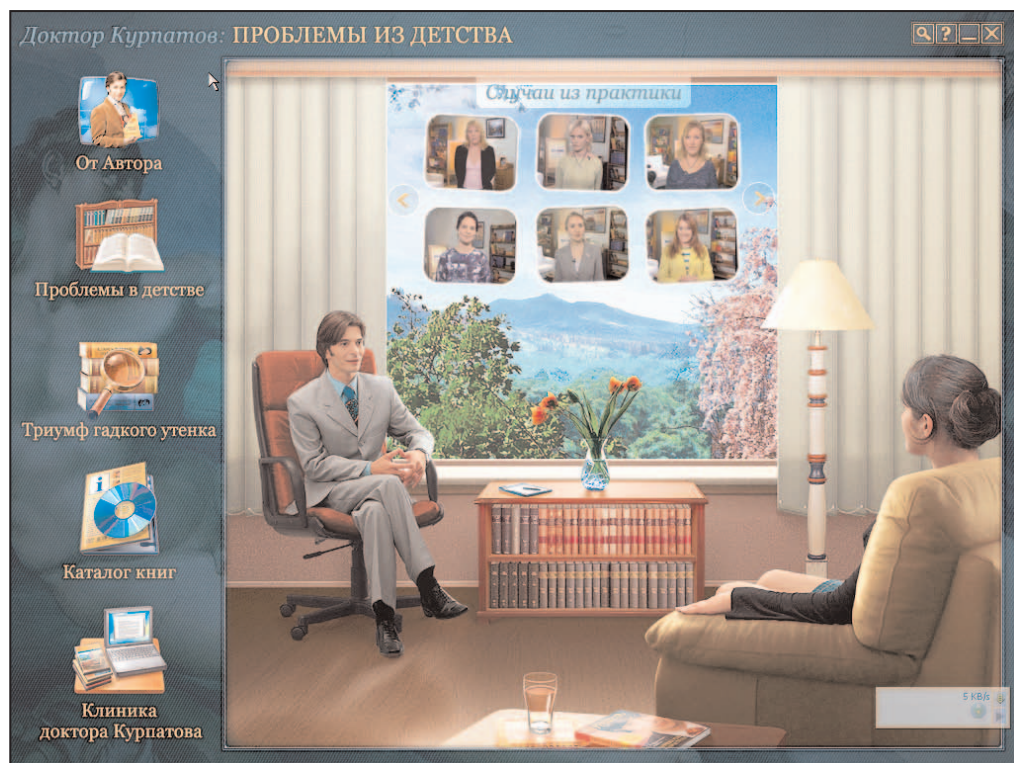 Доктор Курпатов: ПРОБЛЕМЫ ИЗ ДЕТСТВА
От Автора
Проблемы в детстве
Триумф гадкого утенка
Каталог книг
Клиника
доктора Курпатова
Случаи из практики
5 KB/s